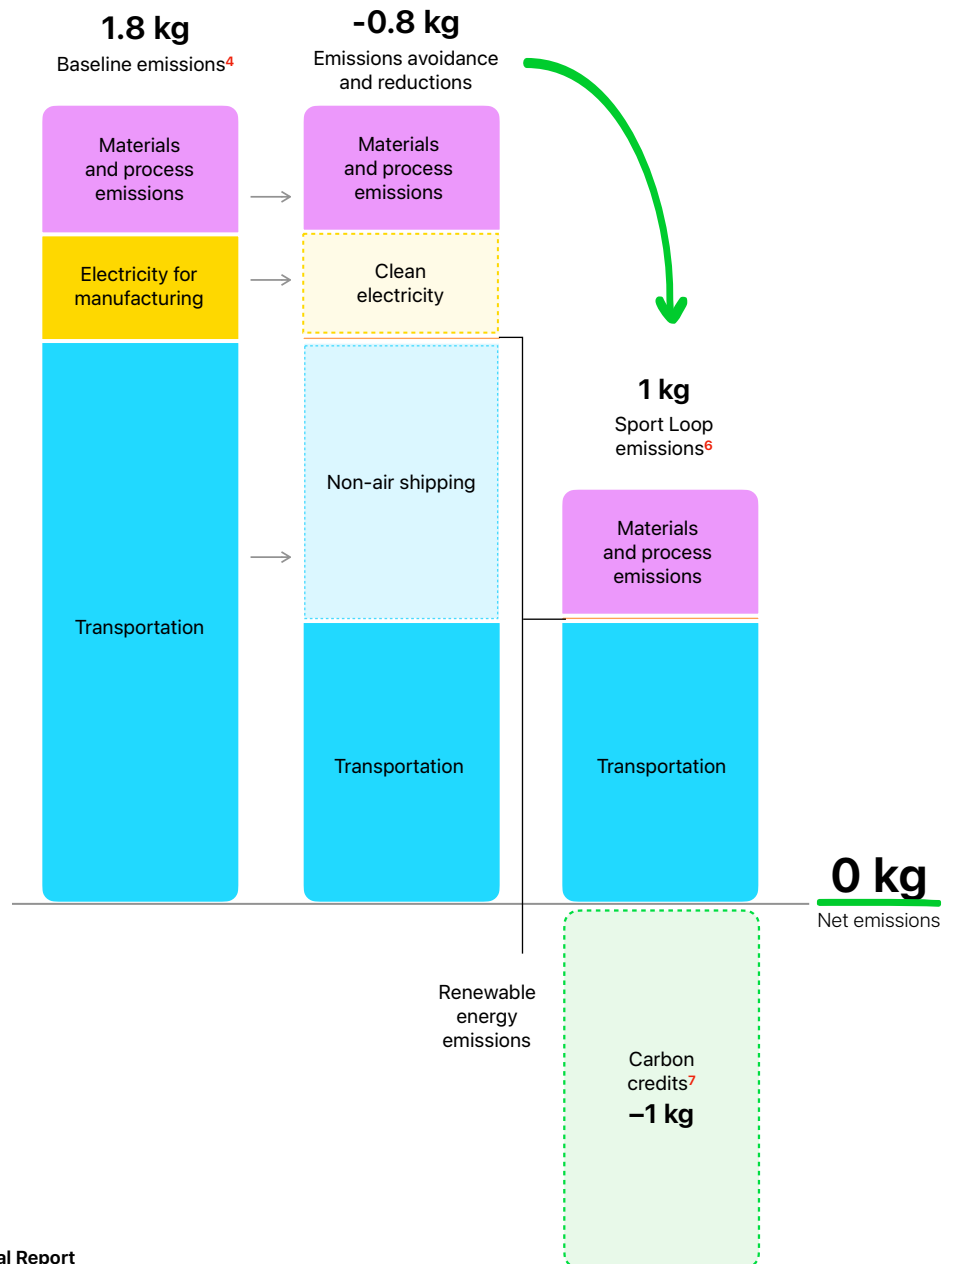 1.8 kg
Baseline emissions4
-0.8 kg
Emissions avoidance
and reductions
Materials
and process
emissions
Electricity for
manufacturing
Transportation
Materials
and process
emissions
Clean
electricity
Non-air shipping
Transportation
1 kg
Sport Loop
emissions6
Materials
and process
emissions
Transportation
0 kg
Net emissions
Renewable
energy
emissions
Carbon
credits7
–1 kg
al Report